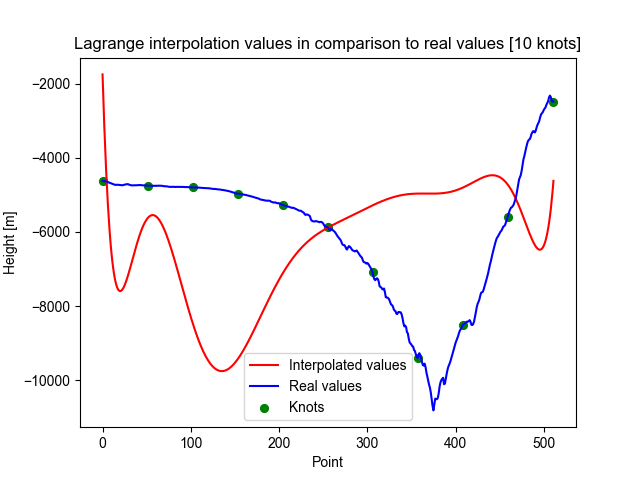 Lagrange interpolation values in comparison to real values [10 knots]
−2000
−4000
−6000
−8000
−10000
Height [m]
Interpolated values
Real values
Knots
0 100 200 300 400 500
Point